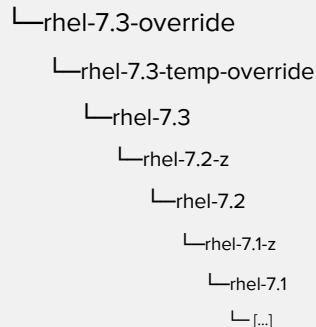 └─rhel-7.3-override
└─rhel-7.3-temp-override
└─rhel-7.3
└─rhel-7.2-z
└─rhel-7.2
└─rhel-7.1-z
└─rhel-7.1
└─ [...]